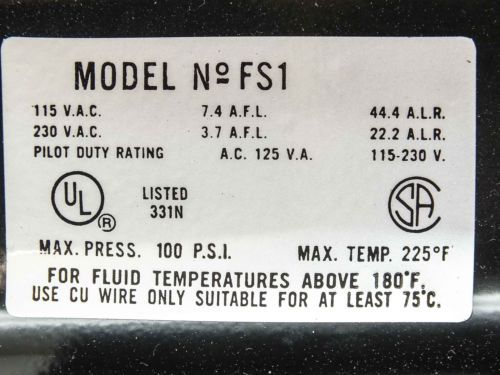 MODEL Nº FS1
115 V.A.C. 7.4 A.F.L. 44.4 A.L.R.
230 V.A.C. 3.7 A.F.L. 22.2 A.L.R.
PILOT DUTY RATING A.C. 125 V.A. 115-230 V.
UL ® LISTED SA
331N
MAX. PRESS. 100 P.S.I. MAX. TEMP. 225°F
FOR FLUID TEMPERATURES ABOVE 180°F.
USE CU WIRE ONLY SUITABLE FOR AT LEAST 75°C.